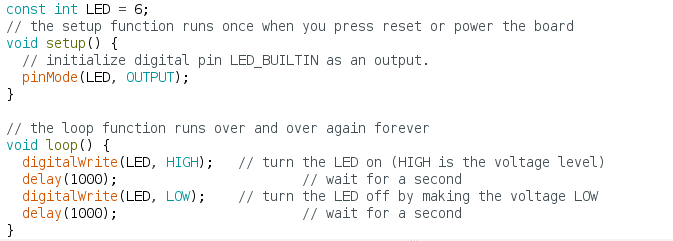 const int LED = 6;
// the setup function runs once when you press reset or power the board
void setup() {
  // initialize digital pin LED_BUILTIN as an output.
  pinMode(LED, OUTPUT);
}

// the loop function runs over and over again forever
void loop() {
  digitalWrite(LED, HIGH);   // turn the LED on (HIGH is the voltage level)
  delay(1000);                       // wait for a second
  digitalWrite(LED, LOW);    // turn the LED off by making the voltage LOW
  delay(1000);                       // wait for a second
}